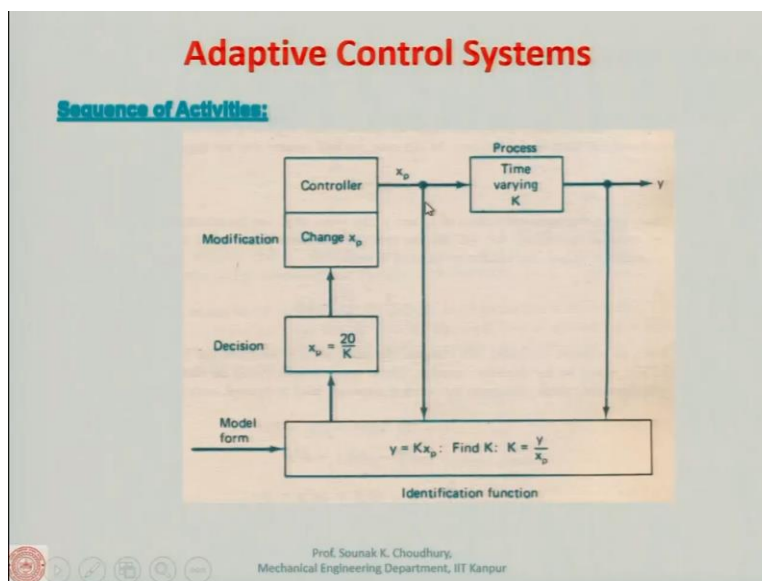 Adaptive Control Systems
Sequence of Activities:
Process
Controller
xp
Time
varying
K
y
Modification
Change xp
Decision
xp = 20/K
Model
form
y = Kxp: Find K: K = y/xp
Identification function
Prof. Sounak K. Choudhury,
Mechanical Engineering Department, IIT Kanpur